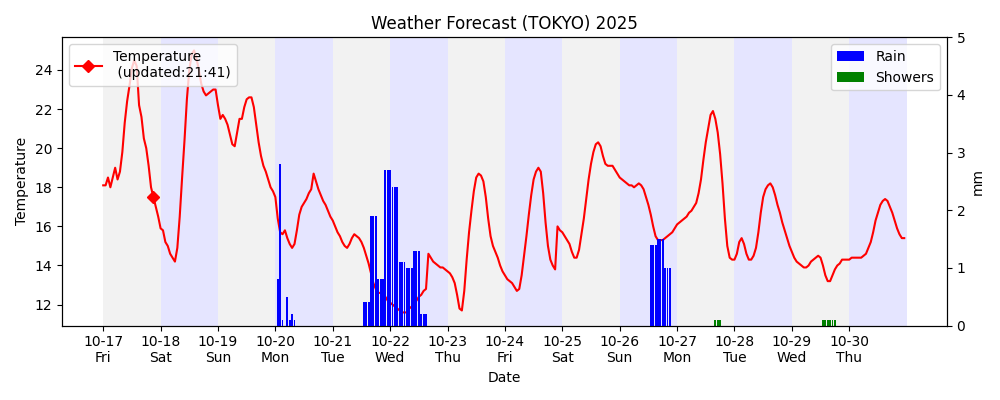 Weather Forecast (TOKYO) 2025
Temperature
(updated:21:41)
Rain
Showers
Temperature
24
22
20
18
16
14
12
5
4
3
2
1
0
mm
10-17 10-18 10-19 10-20 10-21 10-22 10-23 10-24 10-25 10-26 10-27 10-28 10-29 10-30
Fri Sat Sun Mon Tue Wed Thu Fri Sat Sun Mon Tue Wed Thu
Date